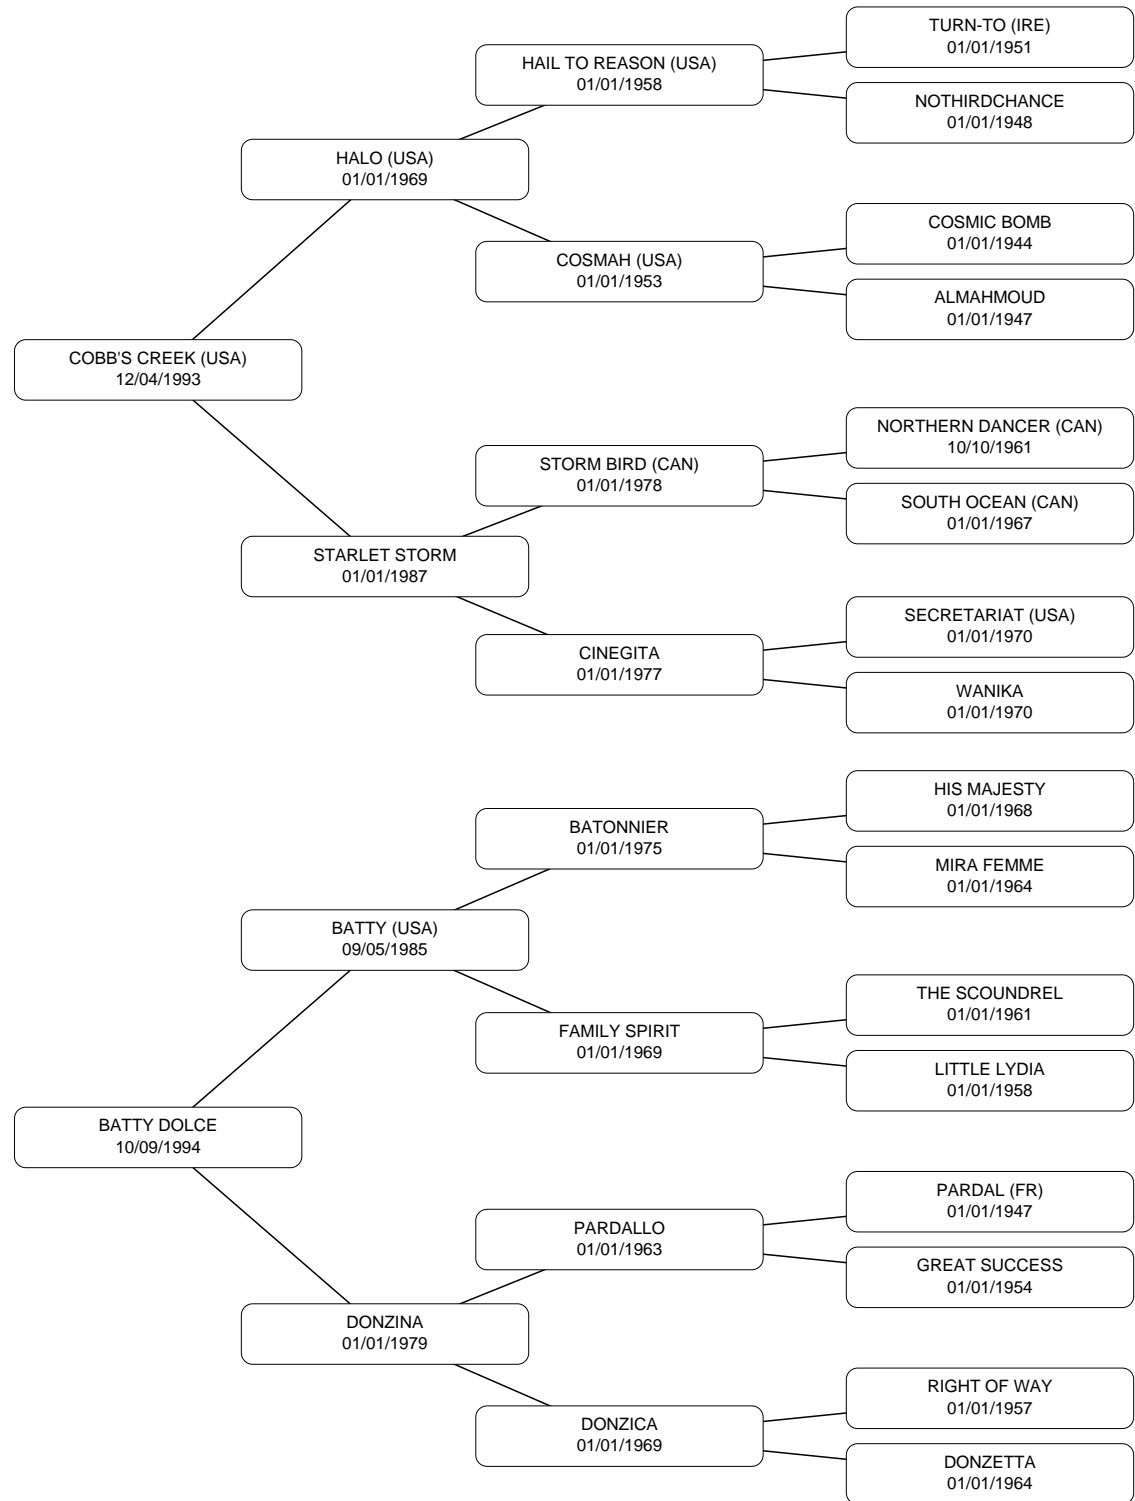 TURN-TO (IRE)
01/01/1951
HAIL TO REASON (USA)
01/01/1958
NOTHIRDCHANCE
01/01/1948
HALO (USA)
01/01/1969
COSMIC BOMB
01/01/1944
COSMAH (USA)
01/01/1953
ALMAHMOUD
01/01/1947
COBB'S CREEK (USA)
12/04/1993
NORTHERN DANCER (CAN)
10/10/1961
STORM BIRD (CAN)
01/01/1978
SOUTH OCEAN (CAN)
01/01/1967
STARLET STORM
01/01/1987
SECRETARIAT (USA)
01/01/1970
CINEGITA
01/01/1977
WANIKA
01/01/1970
HIS MAJESTY
01/01/1968
BATONNIER
01/01/1975
MIRA FEMME
01/01/1964
BATTY (USA)
09/05/1985
THE SCOUNDREL
01/01/1961
FAMILY SPIRIT
01/01/1969
LITTLE LYDIA
01/01/1958
BATTY DOLCE
10/09/1994
PARDAL (FR)
01/01/1947
PARDALLO
01/01/1963
GREAT SUCCESS
01/01/1954
DONZINA
01/01/1979
RIGHT OF WAY
01/01/1957
DONZICA
01/01/1969
DONZETTA
01/01/1964